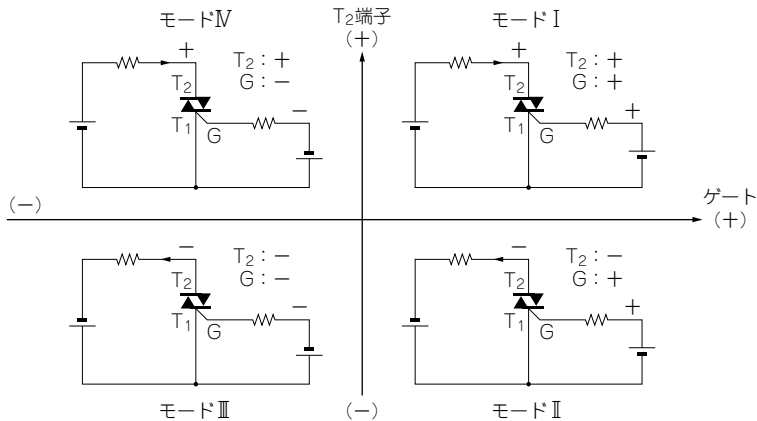 モードⅣ
T₂端子
(+)
モードⅠ
+
T₂:+
G:−
T₂
T₁
G
−
+
T₂:+
G:+
T₂
T₁
G
+
(−)
ゲート
(+)
−
T₂:−
G:−
T₂
T₁
G
−
−
T₂:−
G:+
T₂
T₁
G
+
モードⅢ
(−)
モードⅡ